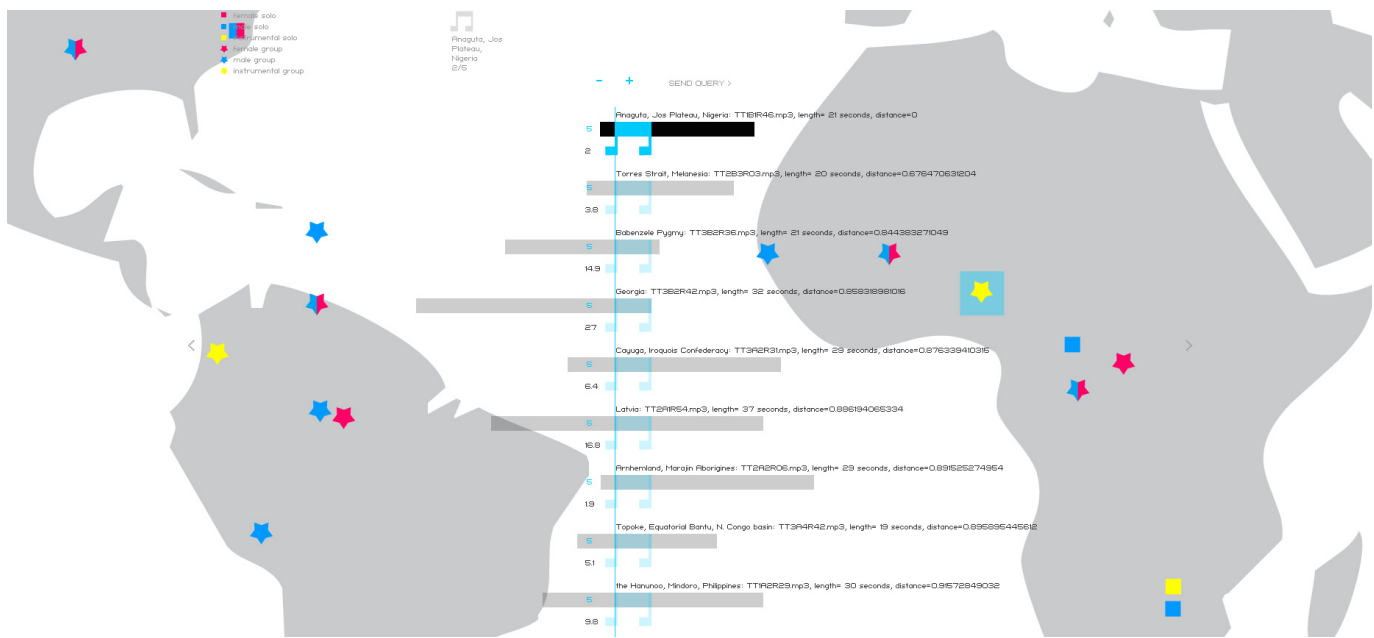 female solo
male solo
instrumental solo
female group
male group
instrumental group
Anaguta, Jos
Plateau,
Nigeria
2/5
- +
SEND QUERY >
Anaguta, Jos Plateau, Nigeria: TT1B1R46.mp3, length= 21 seconds, distance=0
5
2
Torres Strait, Melanesia: TT2B3R03.mp3, length= 20 seconds, distance=0.676470631204
5
3.8
Babenzele Pygmy: TT3B2R36.mp3, length= 21 seconds, distance=0.844383271049
5
14.9
Georgia: TT3B2R42.mp3, length= 32 seconds, distance=0.858318981016
5
27
<
>
Cayuga, Iroquois Confederacy: TT3A2R31.mp3, length= 29 seconds, distance=0.876339410315
5
6.4
Latvia: TT2A1R54.mp3, length= 37 seconds, distance=0.886194065334
5
16.8
Arnhemland, Marajin Aborigines: TT2A2R06.mp3, length= 29 seconds, distance=0.891525274954
5
1.9
Topoke, Equatorial Bantu, N. Congo basin: TT3A4R42.mp3, length= 19 seconds, distance=0.895895445612
5
5.1
the Hanunoo, Mindoro, Philippines: TT1A2R29.mp3, length= 30 seconds, distance=0.91572849032
5
9.8